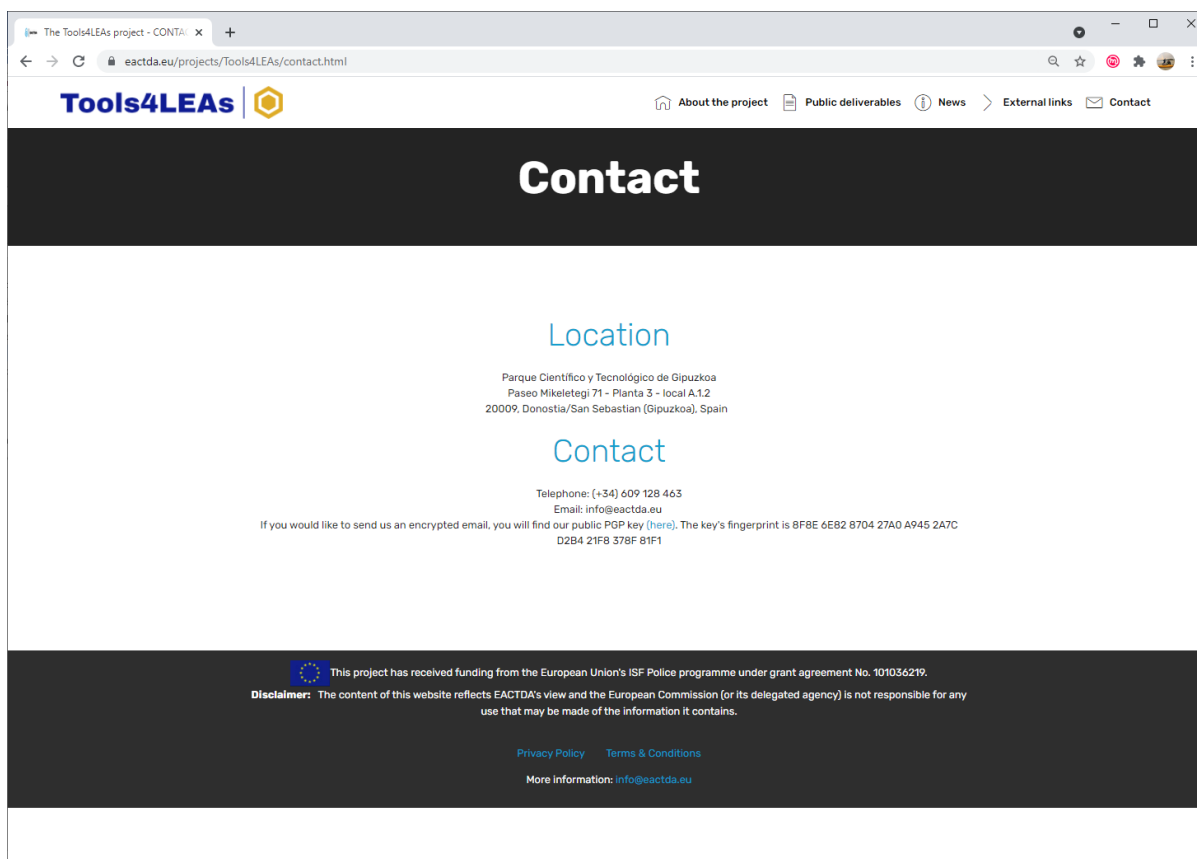 The Tools4LEAs project - CONTAC
eactda.eu/projects/Tools4LEAs/contact.html
Tools4LEAs
About the project
Public deliverables
News
External links
Contact
Contact
Location
Parque Científico y Tecnológico de Gipuzkoa
Paseo Mikeletegi 71 - Planta 3 - local A.1.2
20009, Donostia/San Sebastian (Gipuzkoa), Spain
Contact
Telephone: (+34) 609 128 463
Email: info@eactda.eu
If you would like to send us an encrypted email, you will find our public PGP key (here). The key's fingerprint is 8F8E 6E82 8704 27A0 A945 2A7C
D2B4 21F8 378F 81F1
This project has received funding from the European Union's ISF Police programme under grant agreement No. 101036219.
Disclaimer: The content of this website reflects EACTDA's view and the European Commission (or its delegated agency) is not responsible for any
use that may be made of the information it contains.
Privacy Policy Terms & Conditions
More information: info@eactda.eu